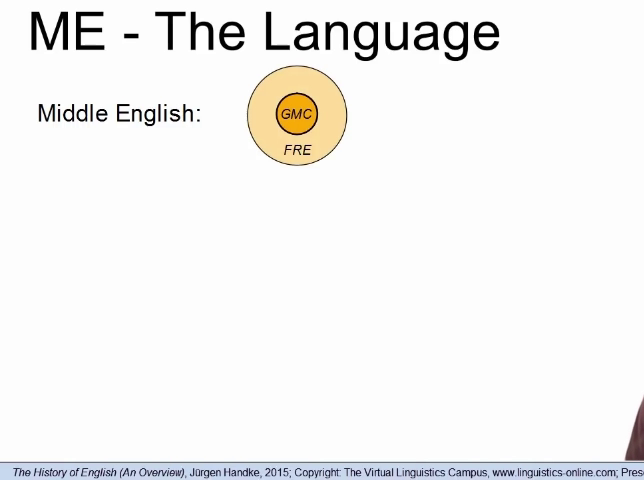 ME - The Language
Middle English:
GMC
FRE
The History of English (An Overview), Jürgen Handke, 2015; Copyright: The Virtual Linguistics Campus, www.linguistics-online.com; Pres